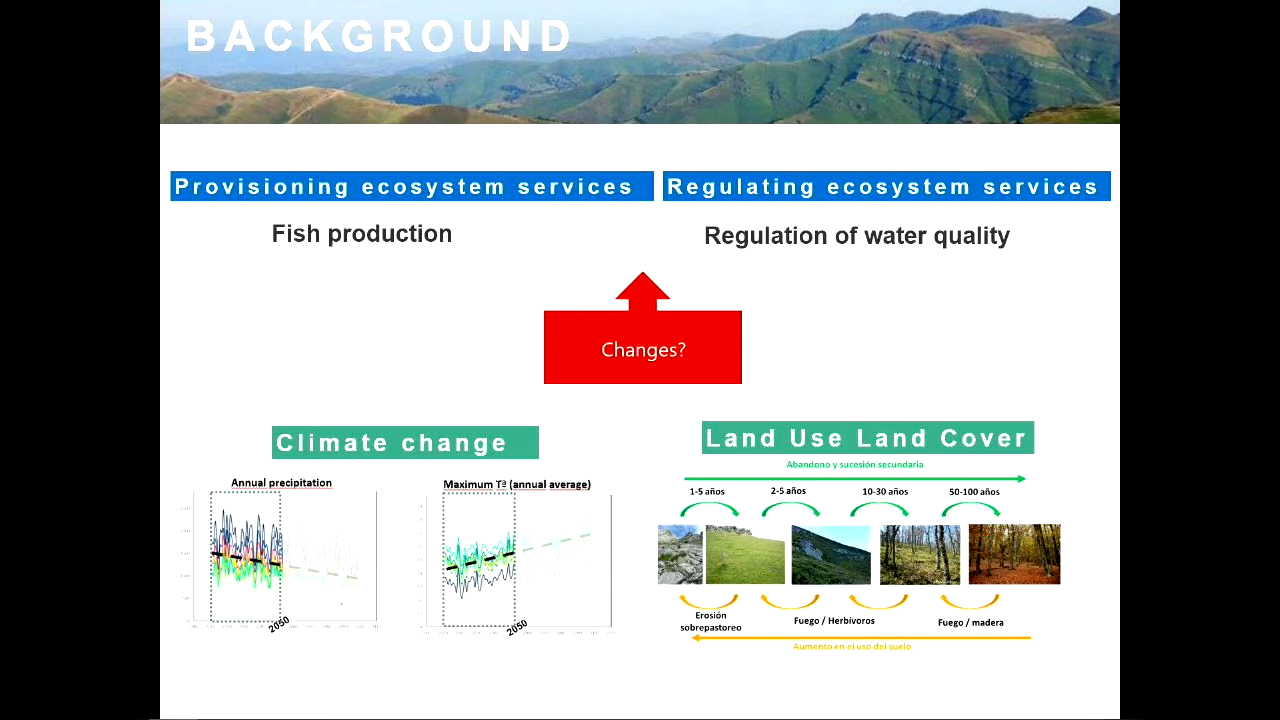 BACKGROUND
Provisioning ecosystem services
Regulating ecosystem services
Fish production
Regulation of water quality
Changes?
Climate change
Land Use Land Cover
Abandono y sucesión secundaria
Annual precipitation
Maximum Tª (annual average)
1-5 años
2-5 años
10-30 años
50-100 años
2050
2050
Erosión
sobrepastoreo
Fuego / Herbívoros
Fuego / madera
Aumento en el uso del suelo